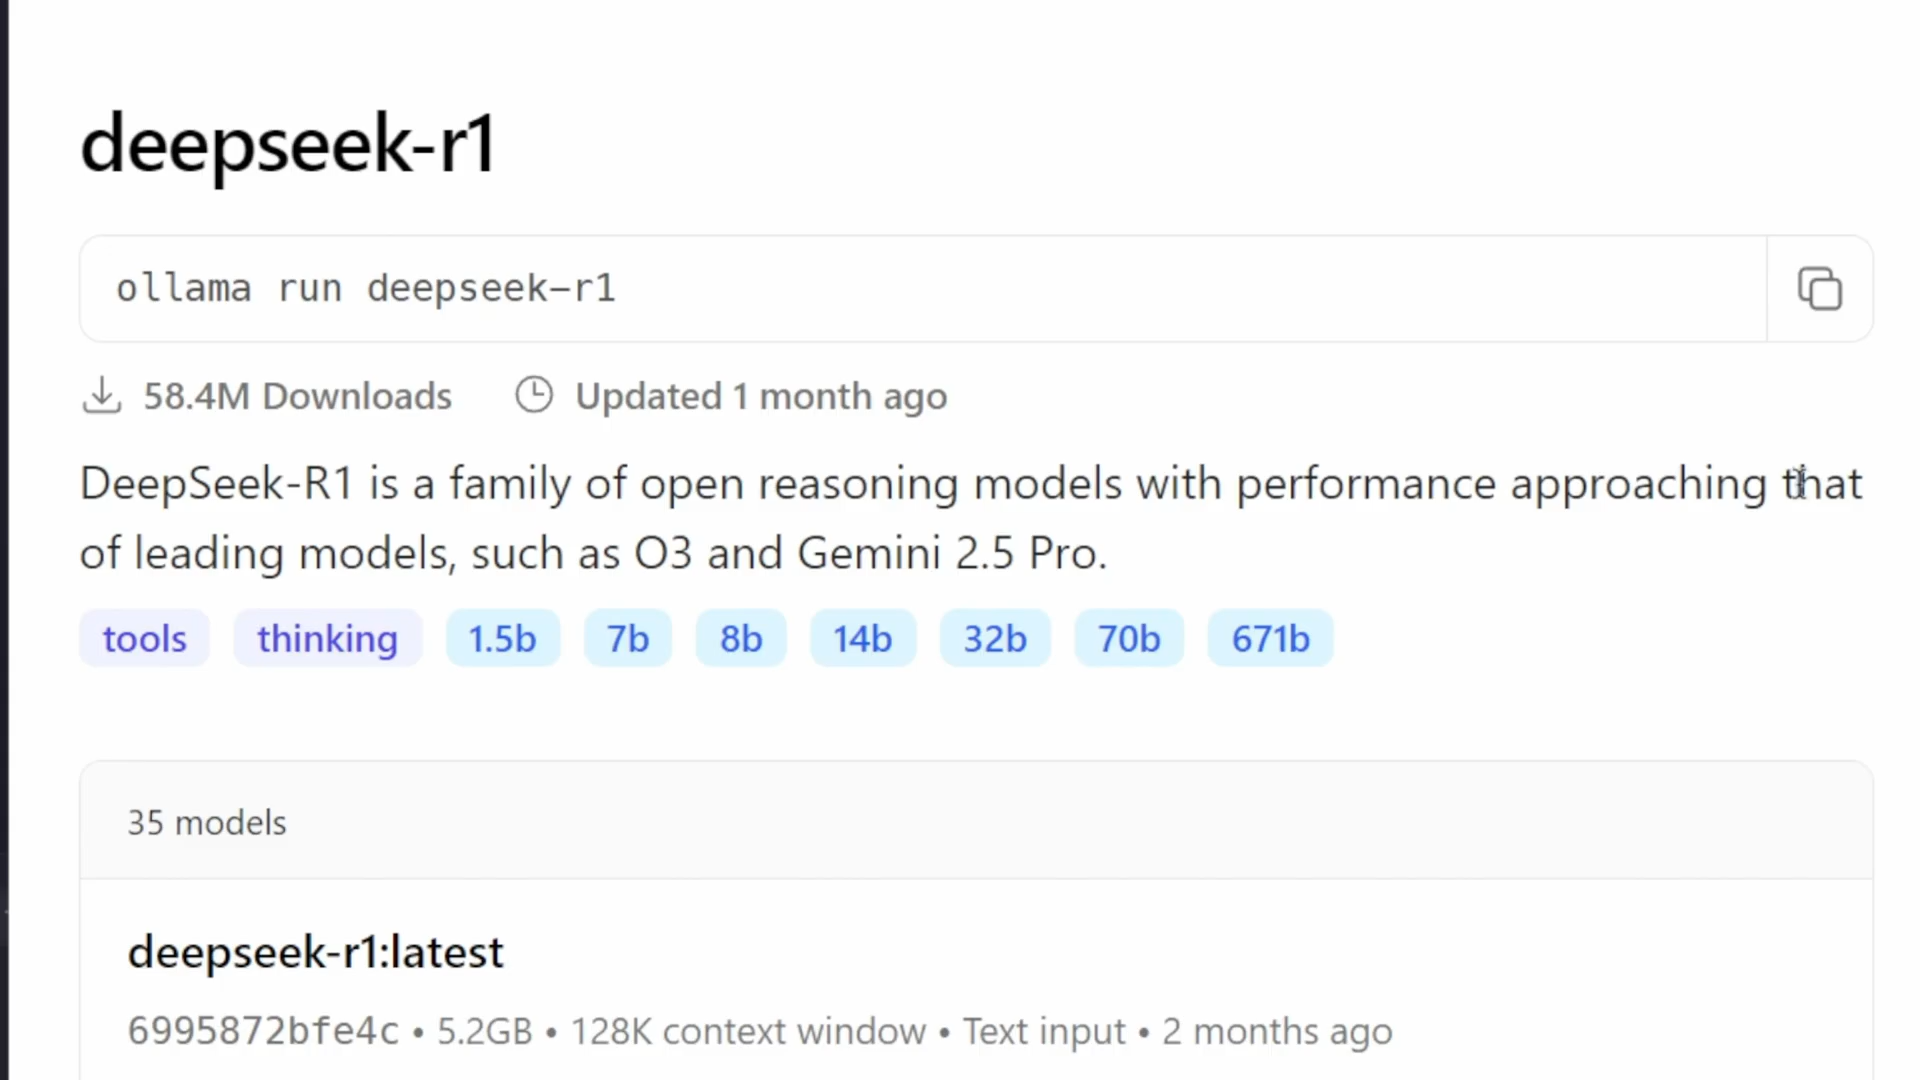 deepseek-r1
ollama run deepseek-r1
58.4M Downloads Updated 1 month ago
DeepSeek-R1 is a family of open reasoning models with performance approaching that
of leading models, such as O3 and Gemini 2.5 Pro.
tools thinking 1.5b 7b 8b 14b 32b 70b 671b
35 models
deepseek-r1:latest
6995872bfe4c • 5.2GB • 128K context window • Text input • 2 months ago